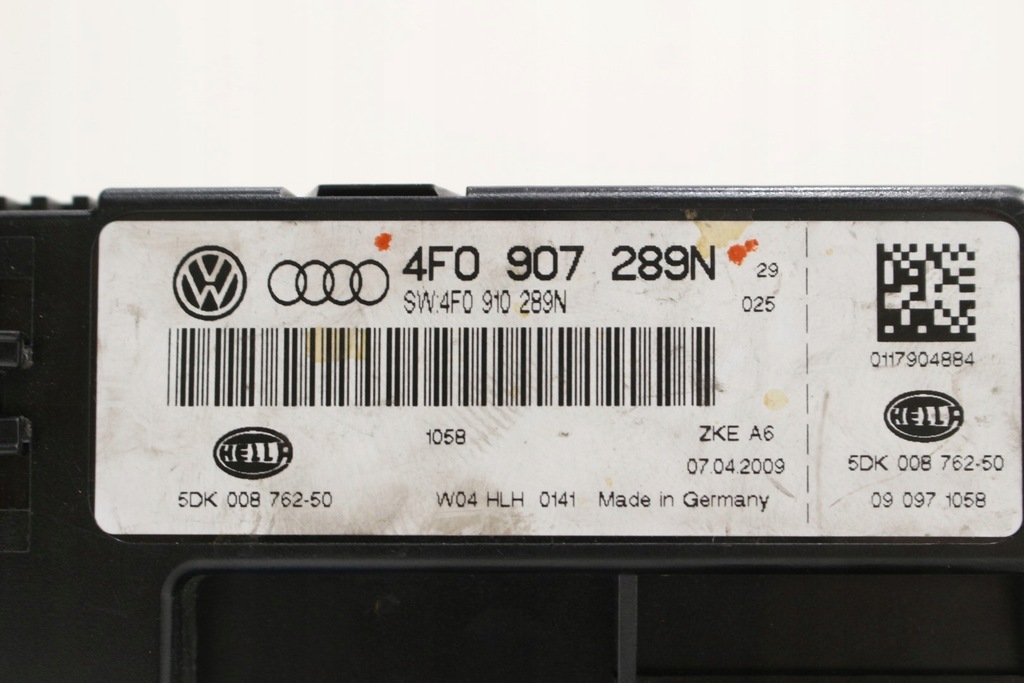 4F0 907 289N 29
SW:4F0 910 289N 025
1058 ZKE A6
07.04.2009
HELLA
5DK 008 762-50 W04 HLH 0141 Made in Germany
0117904884
HELLA
5DK 008 762-50
09 097 1058